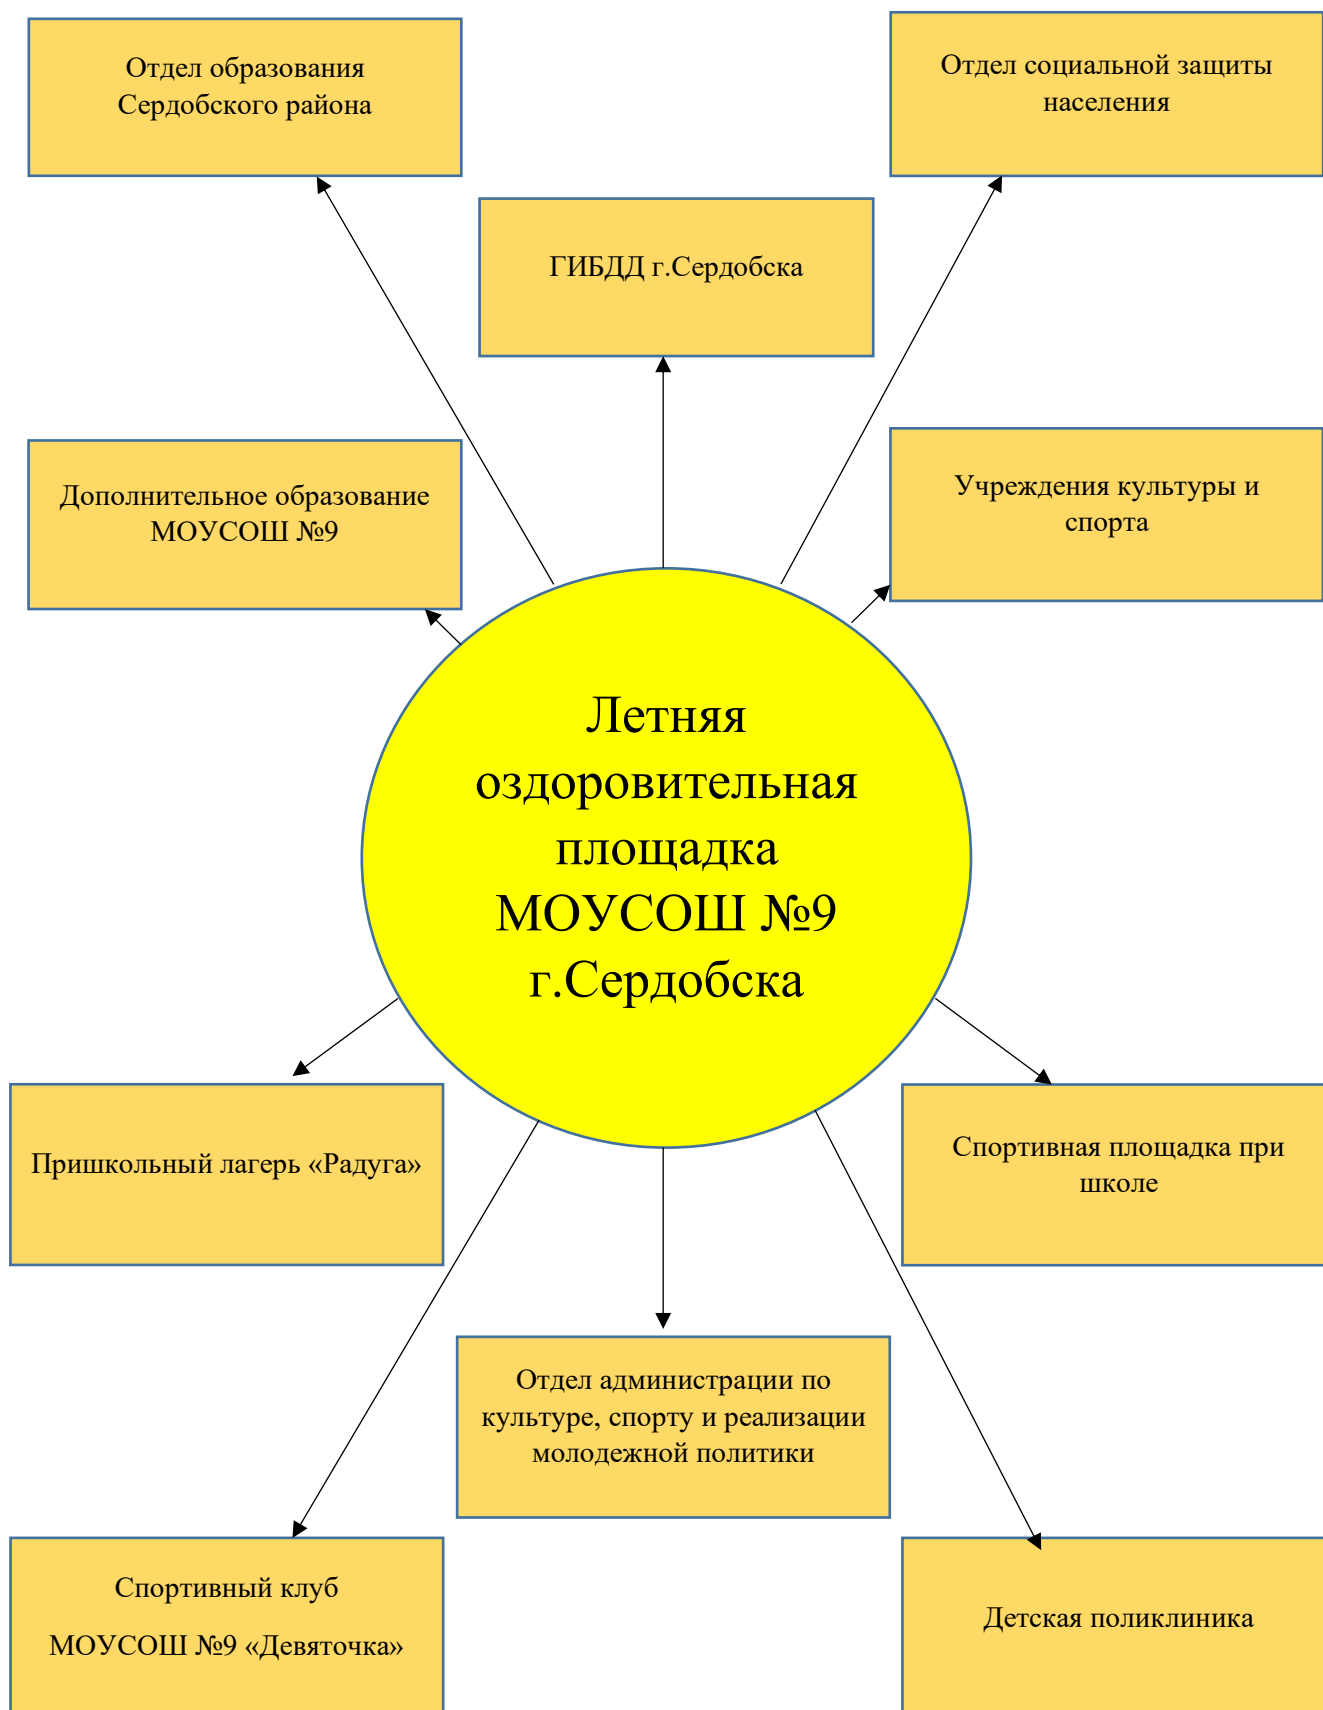 Отдел образования
Сердобского района
Отдел социальной защиты
населения
ГИБДД г.Сердобска
Дополнительное образование
МОУСОШ №9
Учреждения культуры и
спорта
Летняя
оздоровительная
площадка
МОУСОШ №9
г.Сердобска
Пришкольный лагерь «Радуга»
Спортивная площадка при
школе
Отдел администрации по
культуре, спорту и реализации
молодежной политики
Спортивный клуб
МОУСОШ №9 «Девяточка»
Детская поликлиника